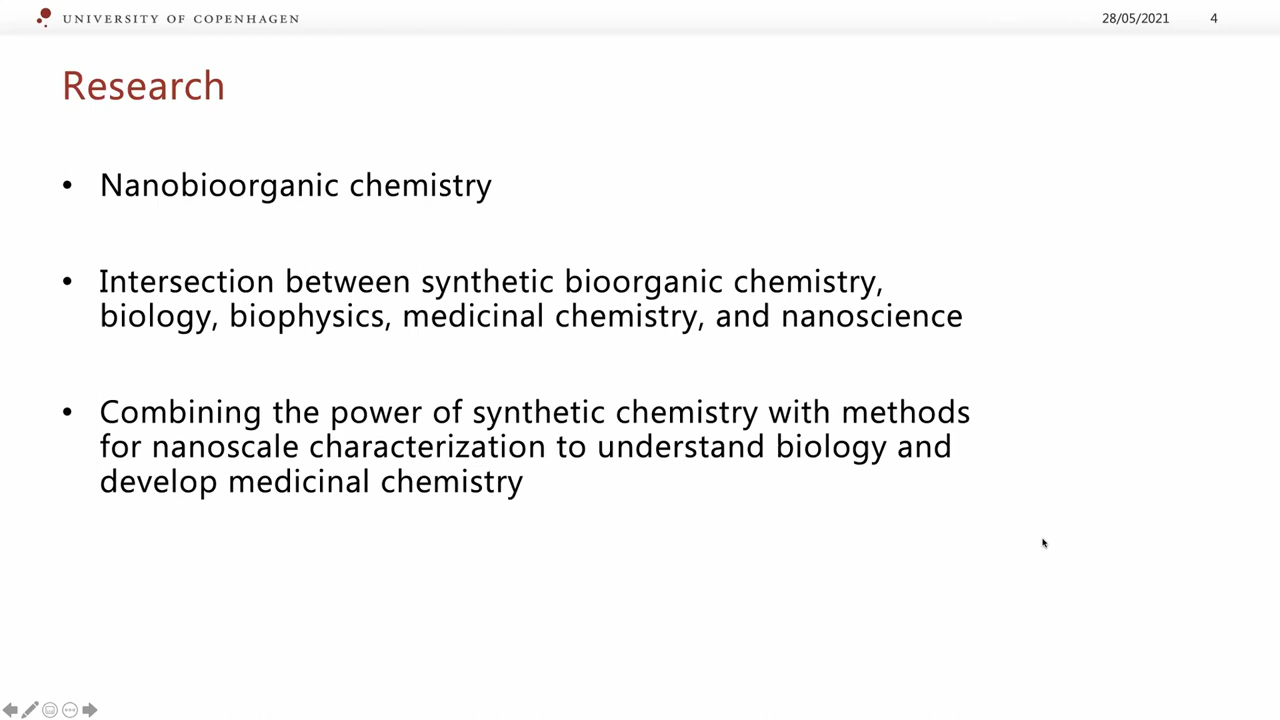 UNIVERSITY OF COPENHAGEN
28/05/2021
4
Research
• Nanobioorganic chemistry
• Intersection between synthetic bioorganic chemistry,
biology, biophysics, medicinal chemistry, and nanoscience
• Combining the power of synthetic chemistry with methods
for nanoscale characterization to understand biology and
develop medicinal chemistry